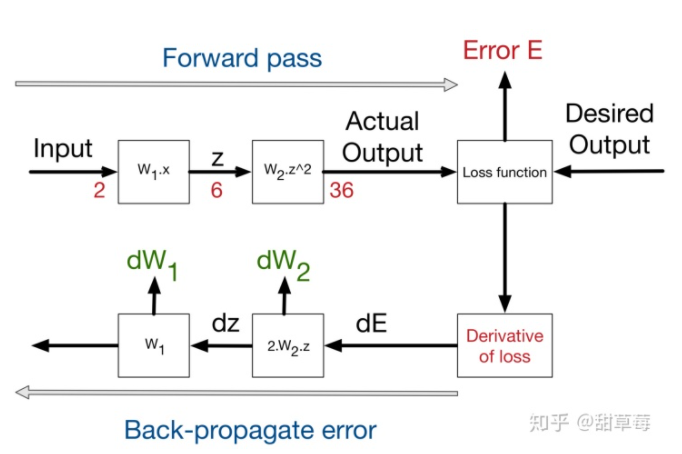 Forward pass
Error E
Input
z
Actual
Output
Desired
Output
W₁.x
W₂.z^2
Loss function
2
6
36
dW₁
dW₂
dz
dE
W₁
2.W₂.z
Derivative
of loss
Back-propagate error
知乎 @甜草莓